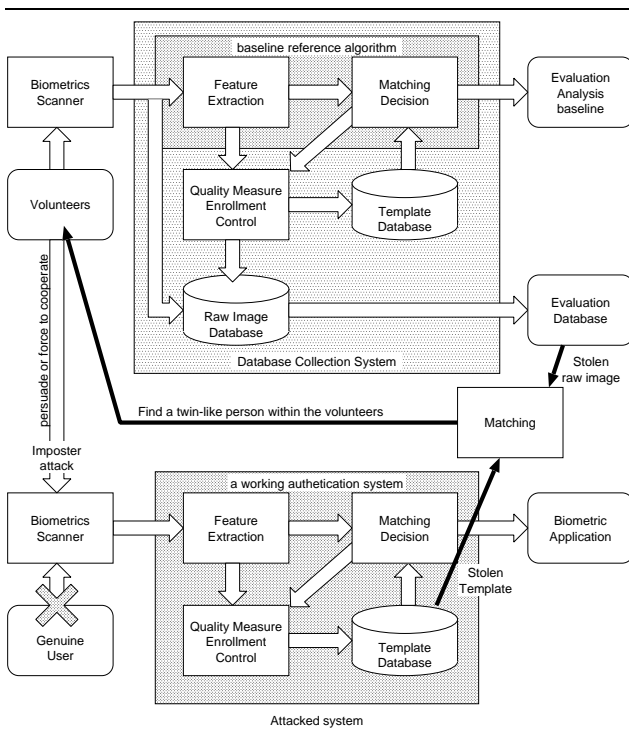 baseline reference algorithm
Biometrics
Scanner
Feature
Extraction
Matching
Decision
Evaluation
Analysis
baseline
Volunteers
Quality Measure
Enrollment
Control
Template
Database
Raw Image
Database
Evaluation
Database
Database Collection System
persuade or force to cooperate
Stolen
raw image
Find a twin-like person within the volunteers
Matching
Imposter
attack
a working authetication system
Biometrics
Scanner
Feature
Extraction
Matching
Decision
Biometric
Application
Stolen
Template
Genuine
User
Quality Measure
Enrollment
Control
Template
Database
Attacked system